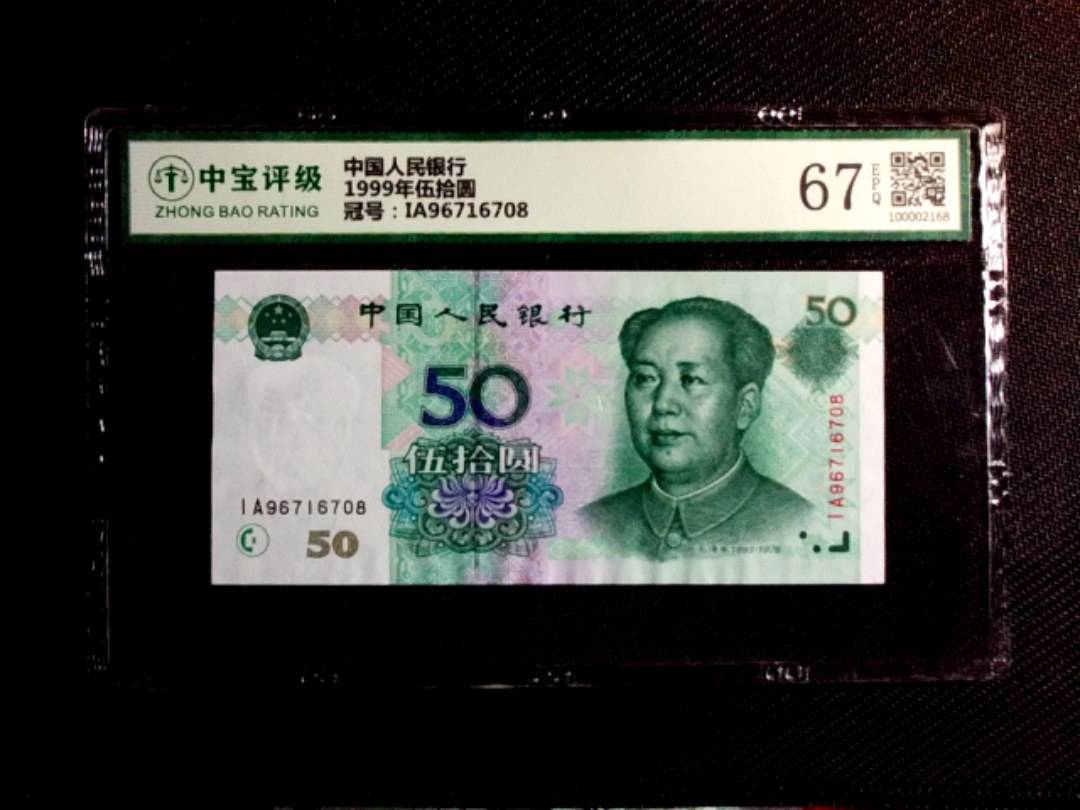 中宝评级
ZHONG BAO RATING
中国人民银行
1999年伍拾圆
冠号：IA96716708
67
EPQ
100002168
中国人民银行
50
50
伍拾圆
IA96716708
IA96716708
50